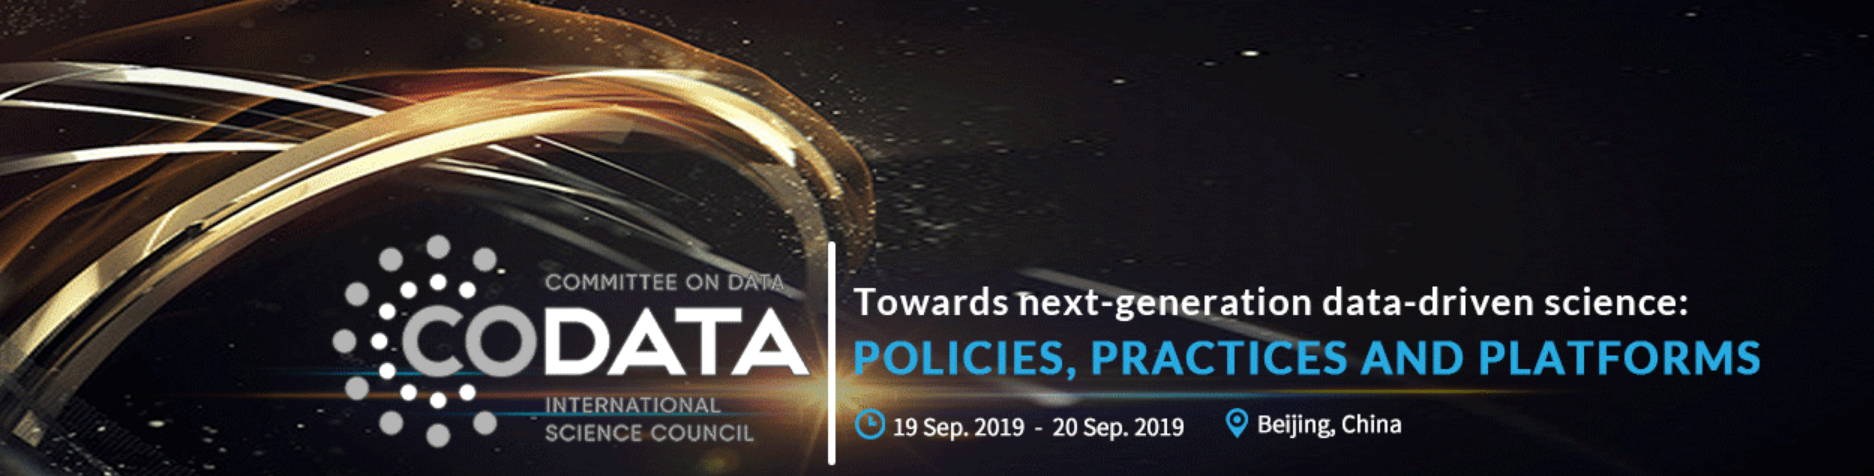 COMMITTEE ON DATA
CODATA
INTERNATIONAL
SCIENCE COUNCIL
Towards next-generation data-driven science:
POLICIES, PRACTICES AND PLATFORMS
19 Sep. 2019 - 20 Sep. 2019 Beijing, China